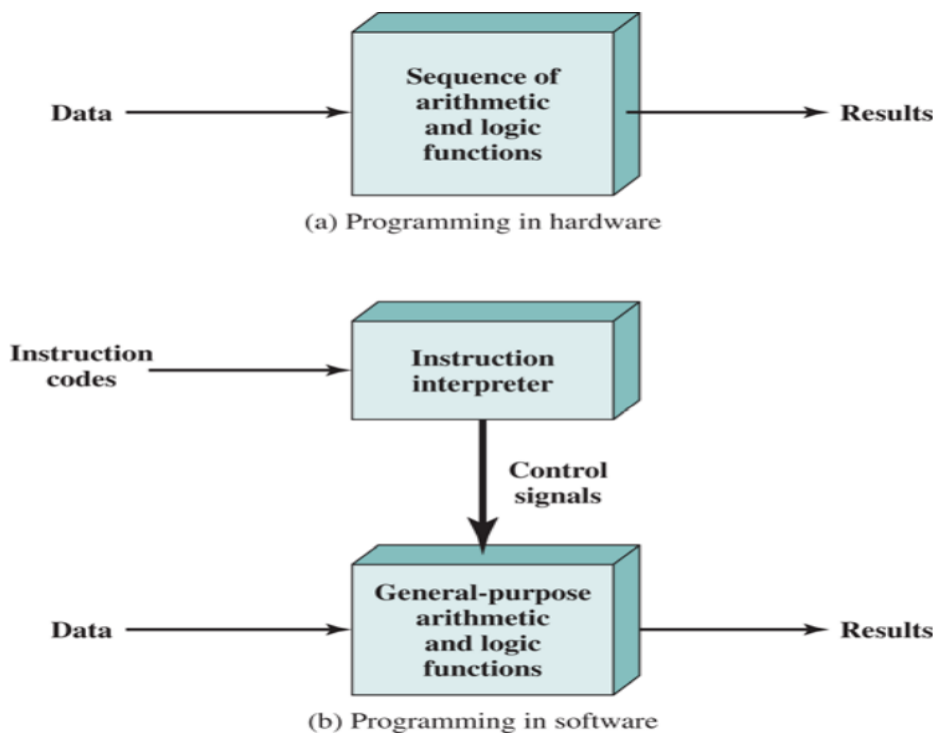 Data
Sequence of
arithmetic
and logic
functions
Results
(a) Programming in hardware
Instruction
codes
Instruction
interpreter
Control
signals
Data
General-purpose
arithmetic
and logic
functions
Results
(b) Programming in software